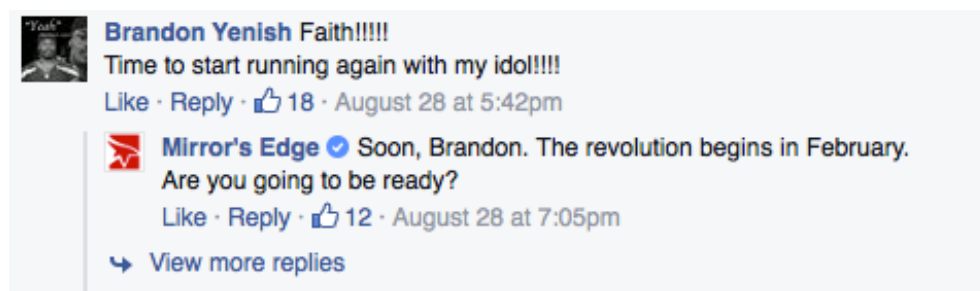 "Yeah"
Brandon Yenish Faith!!!!!
Time to start running again with my idol!!!!
Like · Reply · 18 · August 28 at 5:42pm
Mirror's Edge Soon, Brandon. The revolution begins in February.
Are you going to be ready?
Like · Reply · 12 · August 28 at 7:05pm
View more replies